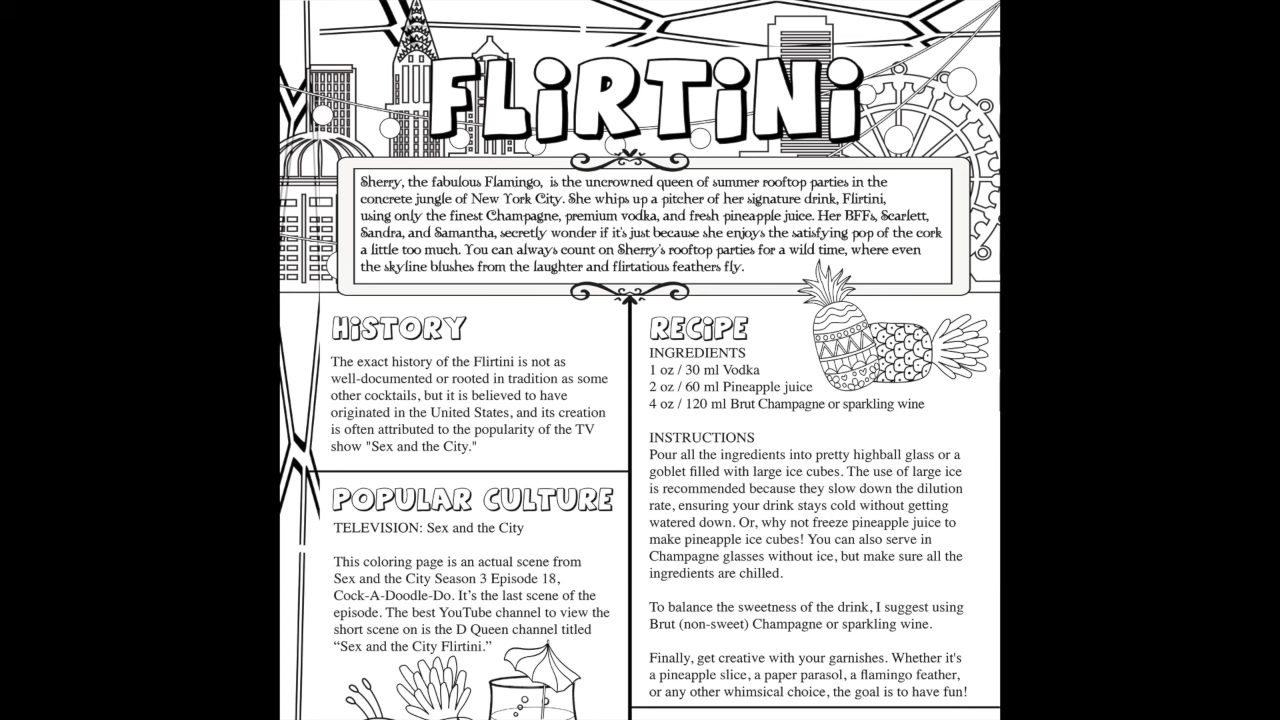 FLiRTiNi
Sherry, the fabulous Flamingo, is the uncrowned queen of summer rooftop parties in the
concrete jungle of New York City. She whips up a pitcher of her signature drink, Flirtini,
using only the finest Champagne, premium vodka, and fresh pineapple juice. Her BFFs, Scarlett,
Sandra, and Samantha, secretly wonder if it's just because she enjoys the satisfying pop of the cork
a little too much. You can always count on Sherry's rooftop parties for a wild time, where even
the skyline blushes from the laughter and flirtatious feathers fly.
HiSTORY
The exact history of the Flirtini is not as
well-documented or rooted in tradition as some
other cocktails, but it is believed to have
originated in the United States, and its creation
is often attributed to the popularity of the TV
show "Sex and the City."
POPULAR CULTURE
TELEVISION: Sex and the City
This coloring page is an actual scene from
Sex and the City Season 3 Episode 18,
Cock-A-Doodle-Do. It’s the last scene of the
episode. The best YouTube channel to view the
short scene on is the D Queen channel titled
“Sex and the City Flirtini.”
RECiPE
INGREDIENTS
1 oz / 30 ml Vodka
2 oz / 60 ml Pineapple juice
4 oz / 120 ml Brut Champagne or sparkling wine
INSTRUCTIONS
Pour all the ingredients into pretty highball glass or a
goblet filled with large ice cubes. The use of large ice
is recommended because they slow down the dilution
rate, ensuring your drink stays cold without getting
watered down. Or, why not freeze pineapple juice to
make pineapple ice cubes! You can also serve in
Champagne glasses without ice, but make sure all the
ingredients are chilled.
To balance the sweetness of the drink, I suggest using
Brut (non-sweet) Champagne or sparkling wine.
Finally, get creative with your garnishes. Whether it's
a pineapple slice, a paper parasol, a flamingo feather,
or any other whimsical choice, the goal is to have fun!